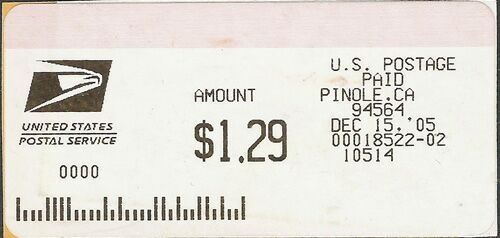 UNITED STATES
POSTAL SERVICE
0000
AMOUNT
$1.29
U.S. POSTAGE
PAID
PINOLE,CA
94564
DEC 15,'05
00018522-02
10514